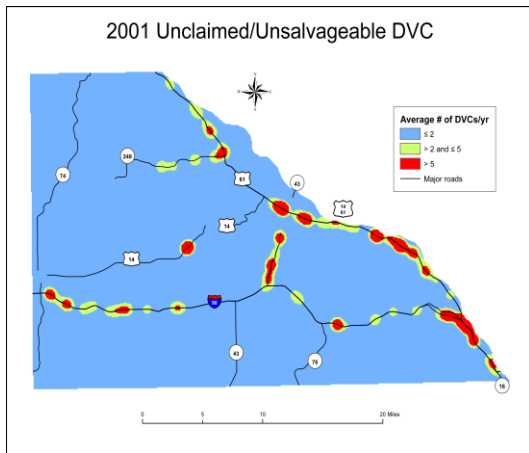 2001 Unclaimed/Unsalvageable DVC
Average # of DVCs/yr
≤ 2
> 2 and ≤ 5
> 5
Major roads
248
74
61
43
14
61
14
14
90
43
76
16
0 5 10 20 Miles